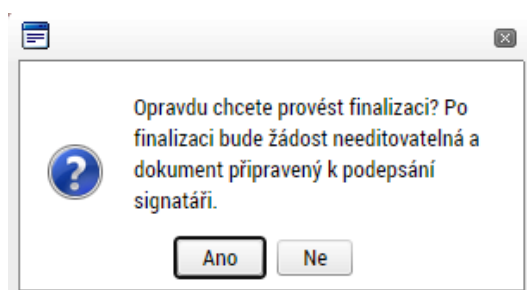 Opravdu chcete provést finalizaci? Po
finalizaci bude žádost needitovatelná a
dokument připravený k podepsání
signatáři.
Ano Ne